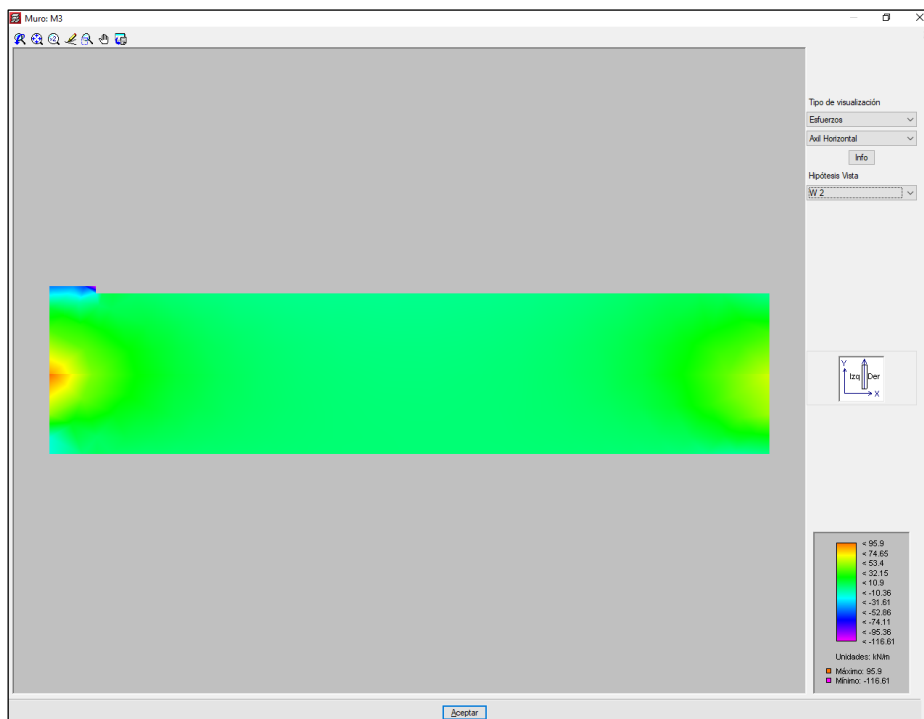 Muro: M3
Tipo de visualización
Esfuerzos
Axil Horizontal
Info
Hipótesis Vista
W 2
Y
Izq Der
X
< 95.9
< 74.65
< 53.4
< 32.15
< 10.9
< -10.36
< -31.61
< -52.86
< -74.11
< -95.36
< -116.61
Unidades: kN/m
Máximo: 95.9
Mínimo: -116.61
Aceptar